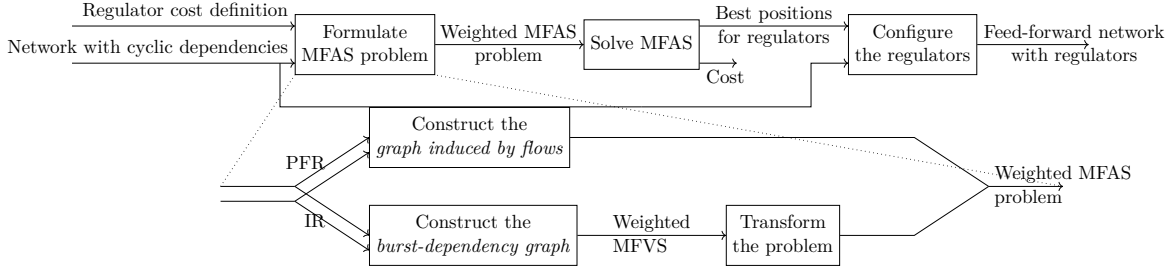 Regulator cost definition
Network with cyclic dependencies
Formulate
MFAS problem
Weighted MFAS
problem
Solve MFAS
Best positions
for regulators
Cost
Configure
the regulators
Feed-forward network
with regulators
PFR
IR
Construct the
graph induced by flows
Construct the
burst-dependency graph
Weighted
MFVS
Transform
the problem
Weighted MFAS
problem